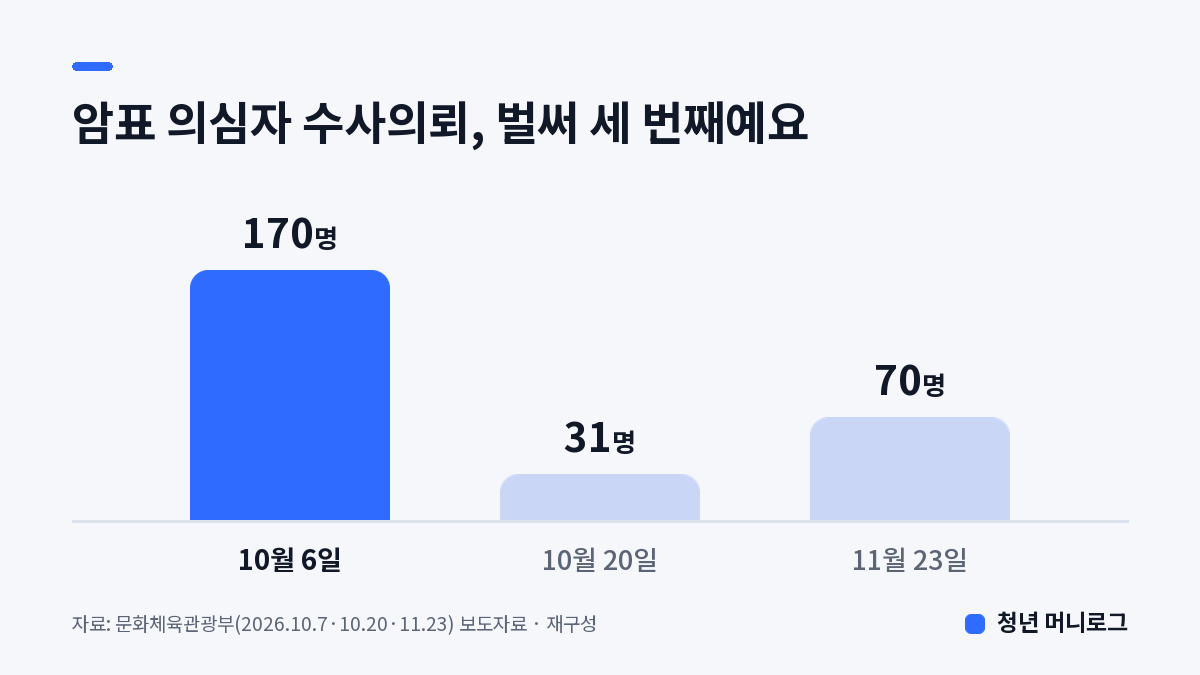 암표 의심자 수사의뢰, 벌써 세 번째예요
170명
31명
70명
10월 6일
10월 20일
11월 23일
자료: 문화체육관광부(2026.10.7·10.20·11.23) 보도자료 · 재구성
청년 머니로그